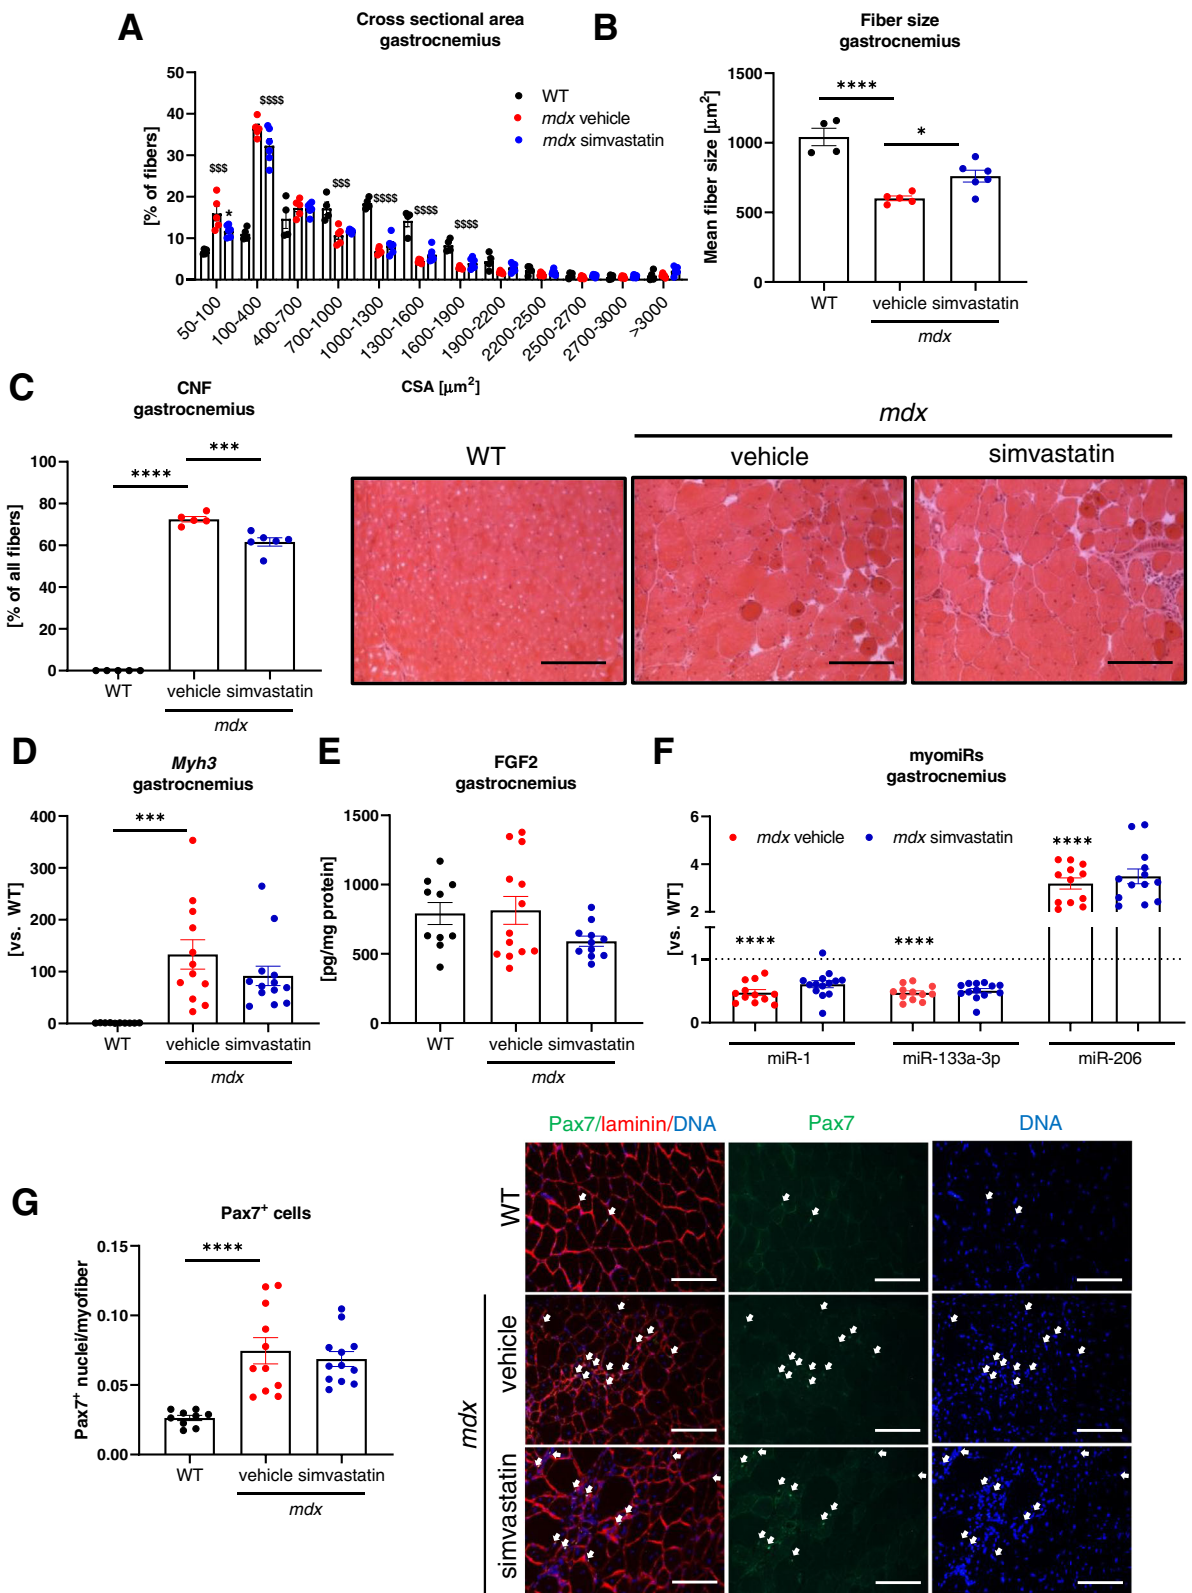 A
Cross sectional area
gastrocnemius
50
40
30
20
10
0
[% of fibers]
WT
mdx vehicle
mdx simvastatin
$$$
*
$$$$
$$$
$$$$
$$$$
$$$$
50-100
100-400
400-700
700-1000
1000-1300
1300-1600
1600-1900
1900-2200
2200-2500
2500-2700
2700-3000
>3000
CSA [μm²]
B
Fiber size
gastrocnemius
1500
1000
500
0
Mean fiber size [μm²]
****
*
WT
vehicle simvastatin
mdx
C
CNF
gastrocnemius
100
80
60
40
20
0
[% of all fibers]
****
***
WT
vehicle simvastatin
mdx
mdx
WT
vehicle
simvastatin
D
Myh3
gastrocnemius
400
300
200
100
0
[vs. WT]
***
WT
vehicle simvastatin
mdx
E
FGF2
gastrocnemius
1500
1000
500
0
[pg/mg protein]
WT
vehicle simvastatin
mdx
F
myomiRs
gastrocnemius
6
4
2
1
0
[vs. WT]
mdx vehicle
mdx simvastatin
****
****
****
miR-1
miR-133a-3p
miR-206
G
Pax7⁺ cells
0.15
0.10
0.05
0.00
Pax7⁺ nuclei/myofiber
****
WT
vehicle simvastatin
mdx
Pax7/laminin/DNA
Pax7
DNA
WT
vehicle
simvastatin
mdx